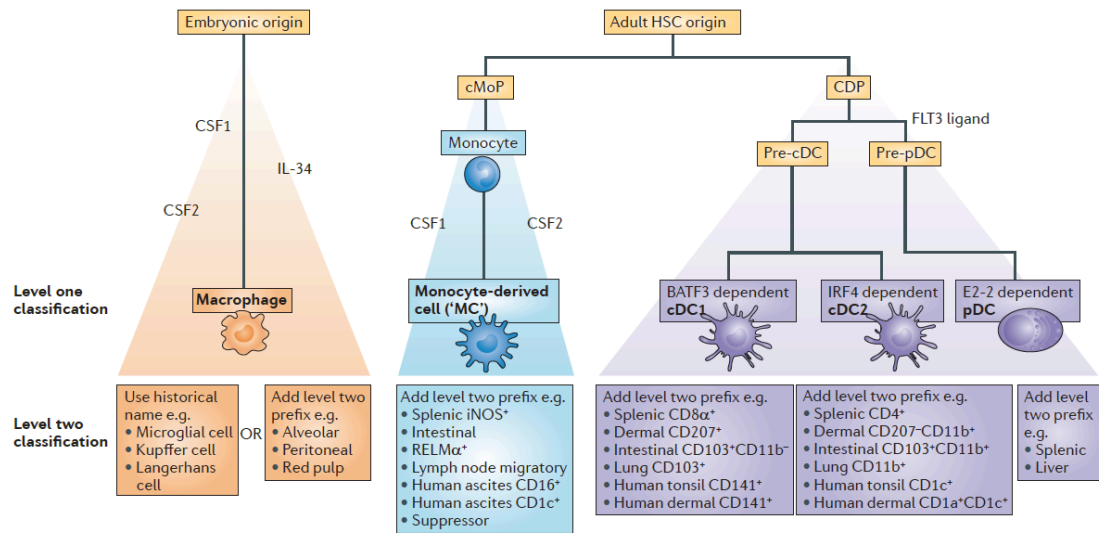 Embryonic origin
Adult HSC origin
cMoP
CDP
CSF1
FLT3 ligand
Monocyte
Pre-cDC
Pre-pDC
IL-34
CSF2
CSF1
CSF2
Level one
classification
Macrophage
Monocyte-derived
cell (‘MC’)
BATF3 dependent
cDC1
IRF4 dependent
cDC2
E2-2 dependent
pDC
Level two
classification
Use historical
name e.g.
• Microglial cell
• Kupffer cell
• Langerhans
cell
OR
Add level two
prefix e.g.
• Alveolar
• Peritoneal
• Red pulp
Add level two prefix e.g.
• Splenic iNOS⁺
• Intestinal
• RELMα⁺
• Lymph node migratory
• Human ascites CD16⁺
• Human ascites CD1c⁺
• Suppressor
Add level two prefix e.g.
• Splenic CD8α⁺
• Dermal CD207⁺
• Intestinal CD103⁺CD11b⁻
• Lung CD103⁺
• Human tonsil CD141⁺
• Human dermal CD141⁺
Add level two prefix e.g.
• Splenic CD4⁺
• Dermal CD207⁻CD11b⁺
• Intestinal CD103⁺CD11b⁺
• Lung CD11b⁺
• Human tonsil CD1c⁺
• Human dermal CD1a⁺CD1c⁺
Add level
two prefix
e.g.
• Splenic
• Liver